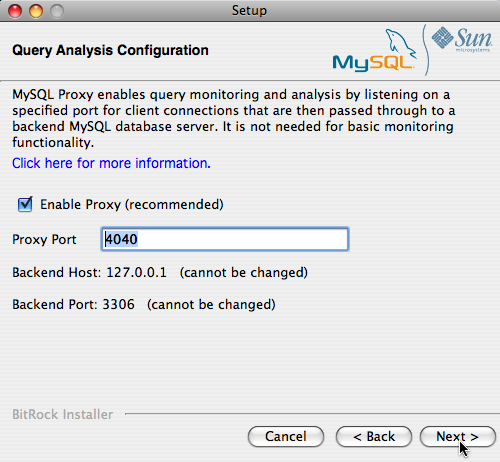 Setup
Query Analysis Configuration
MySQL
Sun
microsystems
MySQL Proxy enables query monitoring and analysis by listening on a
specified port for client connections that are then passed through to a
backend MySQL database server. It is not needed for basic monitoring
functionality.
Click here for more information.
Enable Proxy (recommended)
Proxy Port 4040
Backend Host: 127.0.0.1 (cannot be changed)
Backend Port: 3306 (cannot be changed)
BitRock Installer
Cancel < Back Next >